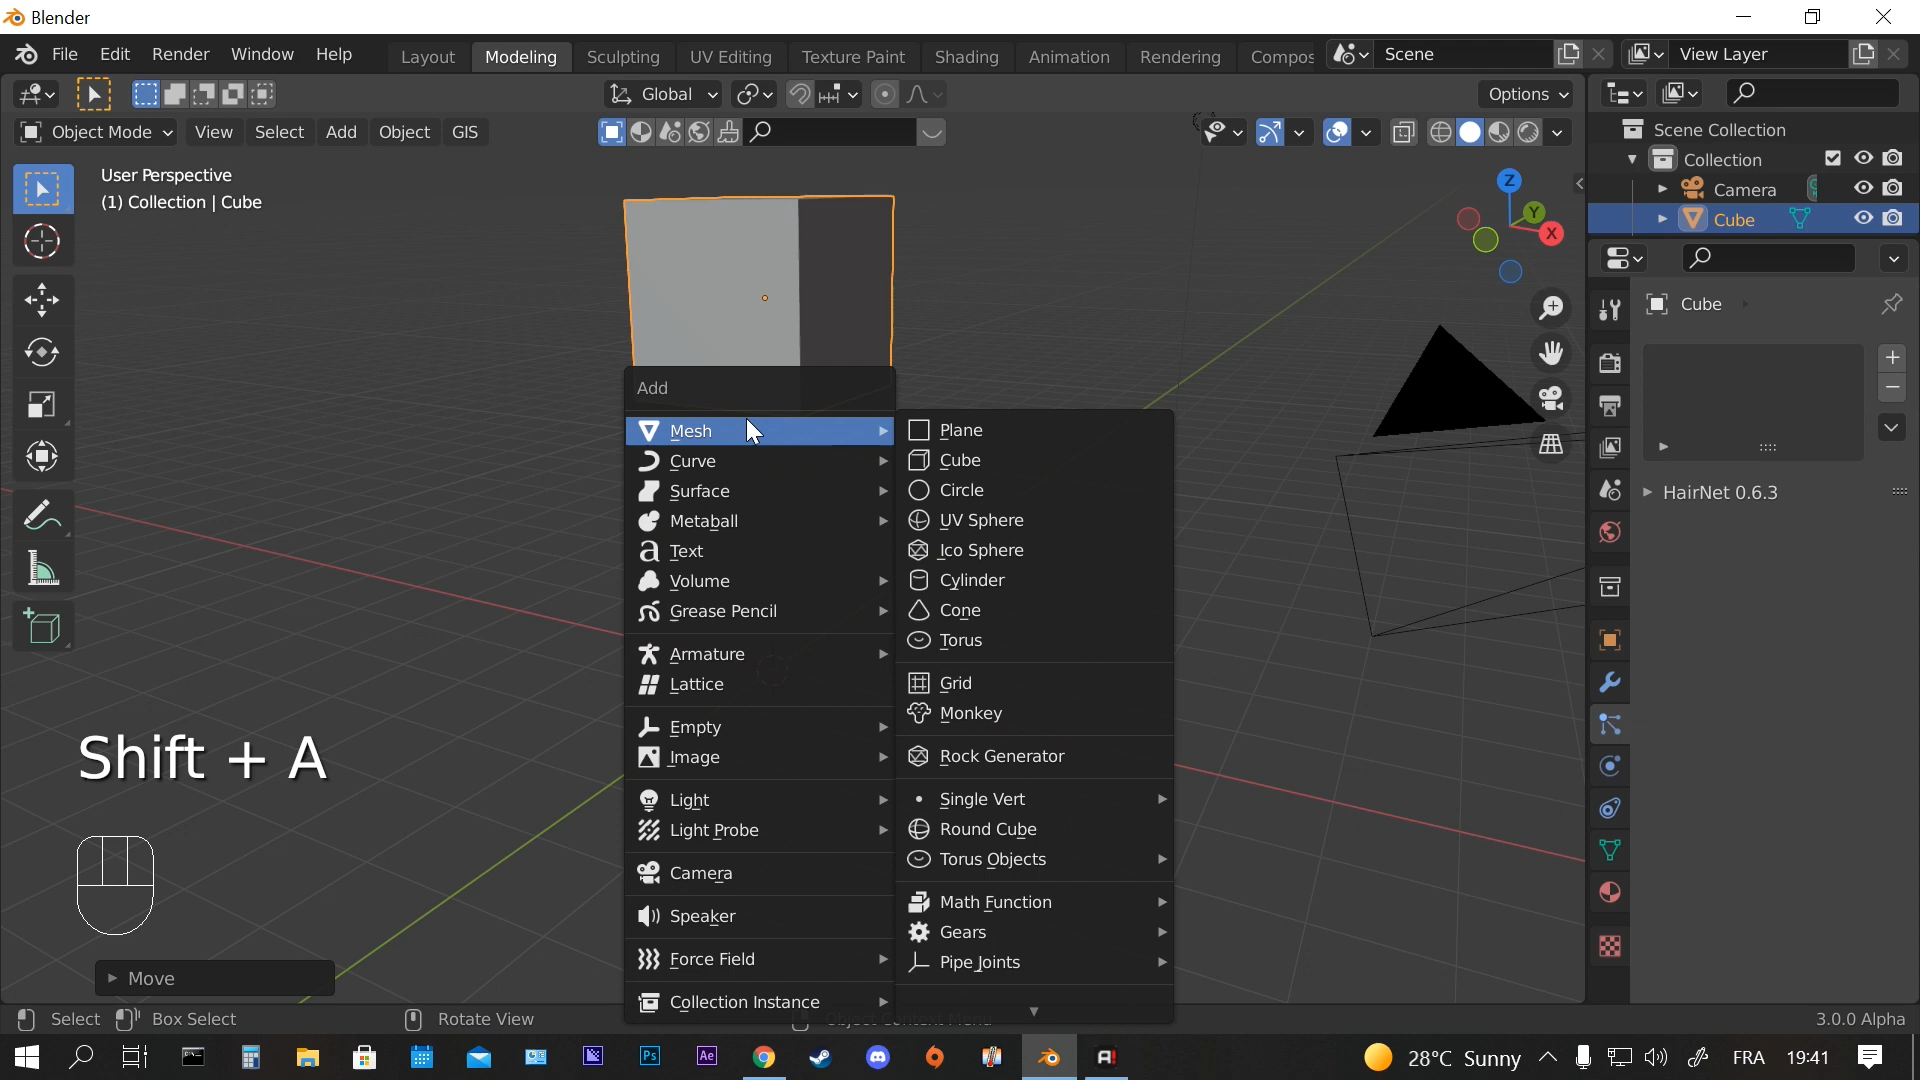 Blender
File Edit Render Window Help Layout Modeling Sculpting UV Editing Texture Paint Shading Animation Rendering Compos Scene View Layer
Global Options
Object Mode View Select Add Object GIS
User Perspective
(1) Collection | Cube
Z
Y
X
Scene Collection
Collection
Camera
Cube
Cube
HairNet 0.6.3
Add
Mesh
Curve
Surface
Metaball
Text
Volume
Grease Pencil
Armature
Lattice
Empty
Image
Light
Light Probe
Camera
Speaker
Force Field
Collection Instance
Plane
Cube
Circle
UV Sphere
Ico Sphere
Cylinder
Cone
Torus
Grid
Monkey
Rock Generator
Single Vert
Round Cube
Torus Objects
Math Function
Gears
Pipe Joints
Shift + A
Move
Select Box Select Rotate View Object Context Menu 3.0.0 Alpha
Ps Ae A! 28°C Sunny FRA 19:41